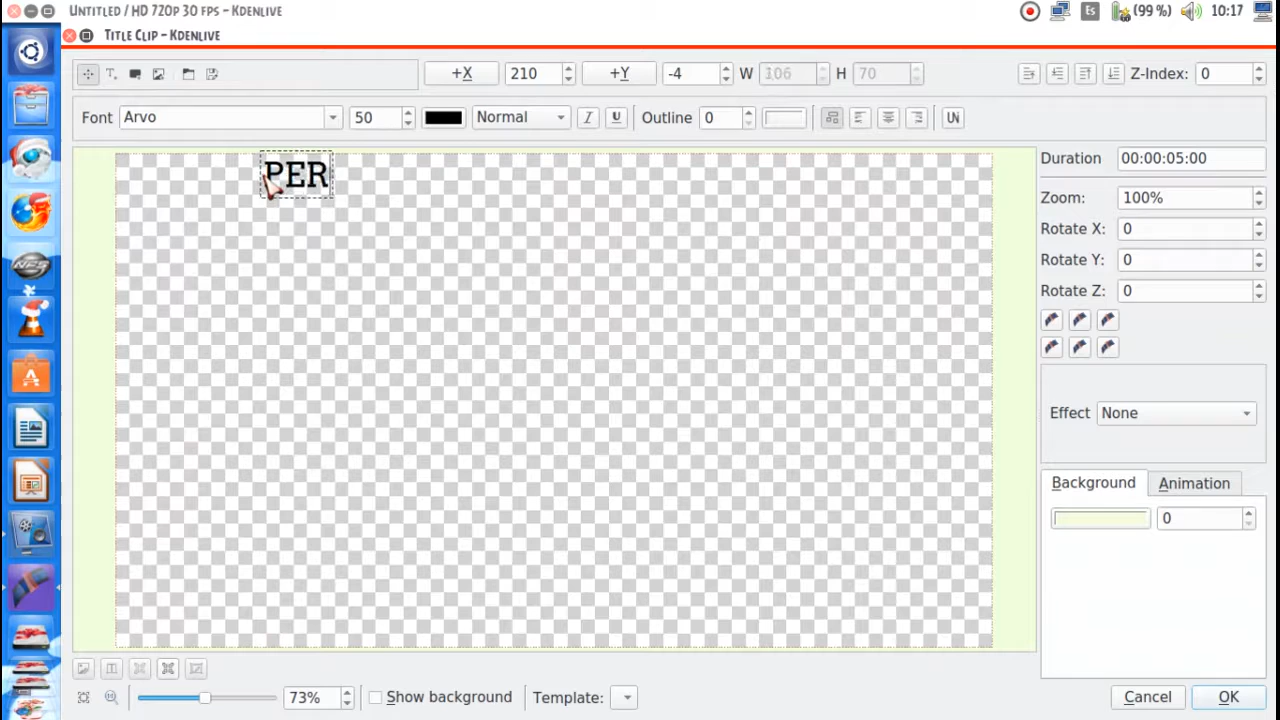 Untitled / HD 720p 30 fps - Kdenlive
Es (99 %) 10:17
Title Clip - Kdenlive
+X 210 +Y -4 W 106 H 70 Z-Index: 0
Font Arvo 50 Normal I U Outline 0 UN
PER
Duration 00:00:05:00
Zoom: 100%
Rotate X: 0
Rotate Y: 0
Rotate Z: 0
Effect None
Background Animation
0
73% Show background Template: Cancel OK